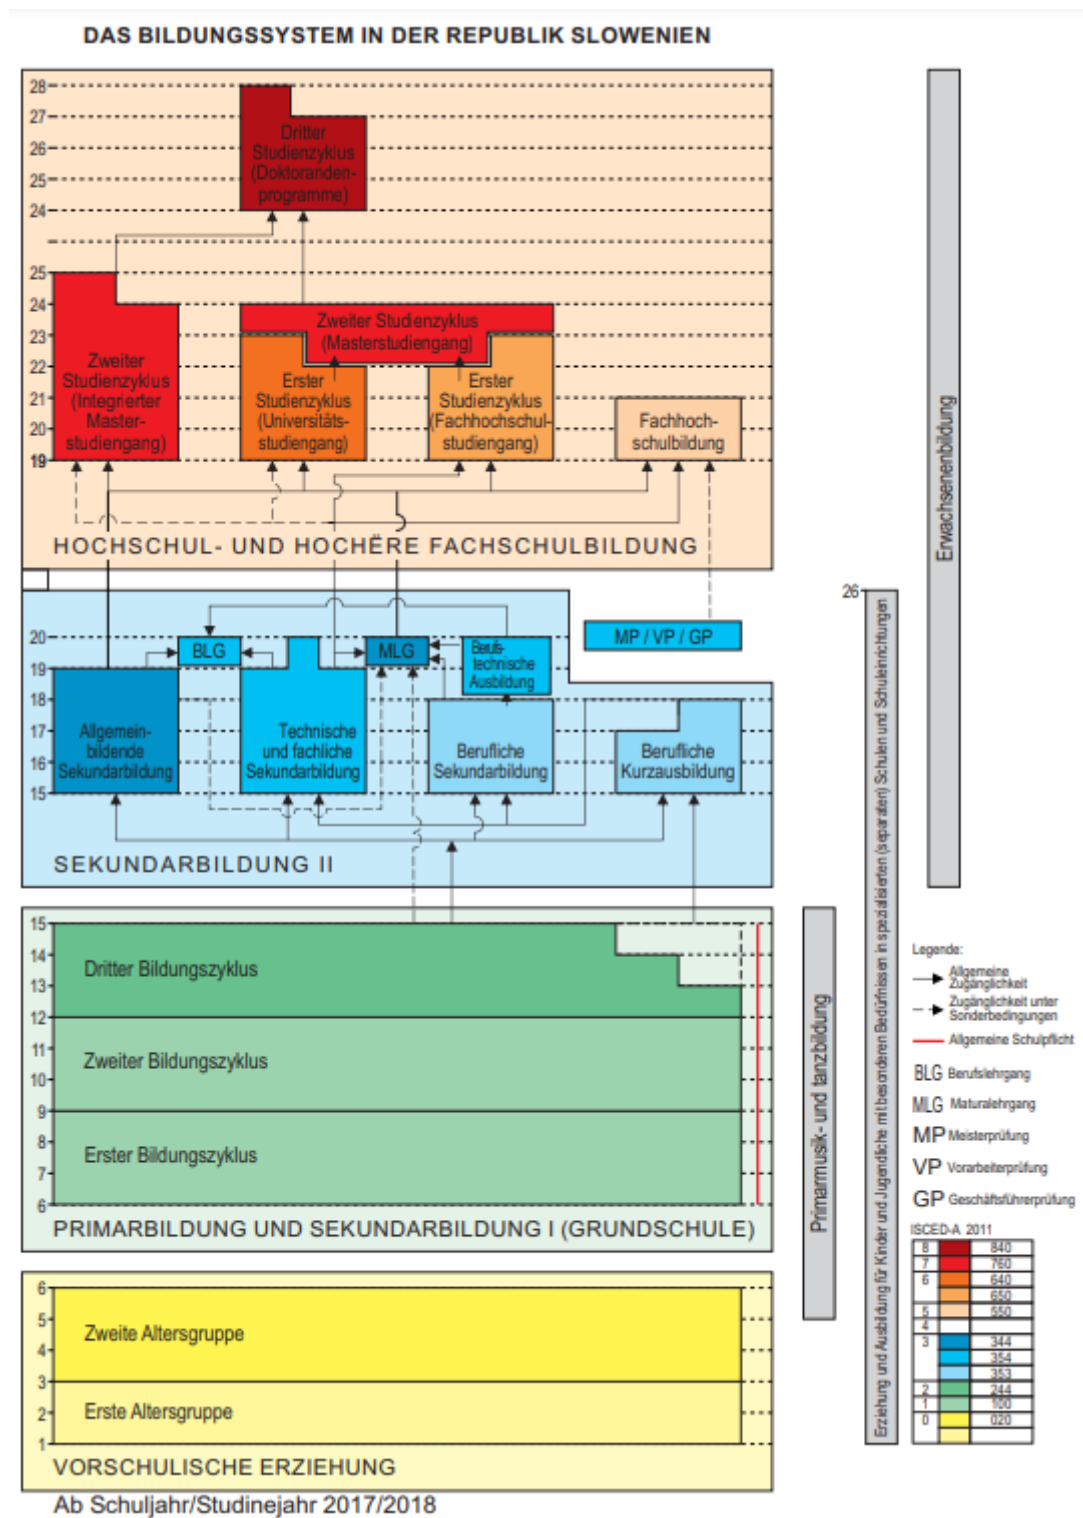 DAS BILDUNGSSYSTEM IN DER REPUBLIK SLOWENIEN
28
27
26
25
24
25
24
23
22
21
20
19
Dritter
Studienzyklus
(Doktoranden-
programme)
Zweiter Studienzyklus
(Masterstudiengang)
Zweiter
Studienzyklus
(Integrierter
Master-
studiengang)
Erster
Studienzyklus
(Universitäts-
studiengang)
Erster
Studienzyklus
(Fachhochschul-
studiengang)
Fachhoch-
schulbildung
HOCHSCHUL- UND HOCHËRE FACHSCHULBILDUNG
20
19
18
17
16
15
BLG
MLG
Berufs-
technische
Ausbildung
MP / VP / GP
Allgemein-
bildende
Sekundarbildung
Technische
und fachliche
Sekundarbildung
Berufliche
Sekundarbildung
Berufliche
Kurzausbildung
SEKUNDARBILDUNG II
15
14
13
12
11
10
9
8
7
6
Dritter Bildungszyklus
Zweiter Bildungszyklus
Erster Bildungszyklus
PRIMARBILDUNG UND SEKUNDARBILDUNG I (GRUNDSCHULE)
6
5
4
3
2
1
Zweite Altersgruppe
Erste Altersgruppe
VORSCHULISCHE ERZIEHUNG
Ab Schuljahr/Studinejahr 2017/2018
Primarmusik- und tanzbildung
26
Erziehung und Ausbildung für Kinder und Jugendliche mit besonderen Bedürfnissen in spezialisierten (separaten) Schulen und Schuleinrichtungen
Erwachsenenbildung
Legende:
Allgemeine
Zugänglichkeit
Zugänglichkeit unter
Sonderbedingungen
Allgemeine Schulpflicht
BLG Berufslehrgang
MLG Maturalehrgang
MP Meisterprüfung
VP Vorarbeiterprüfung
GP Geschäftsführerprüfung
ISCED-A 2011
8 840
7 760
6 640
650
5 550
4
3 344
354
353
2 244
1 100
0 020